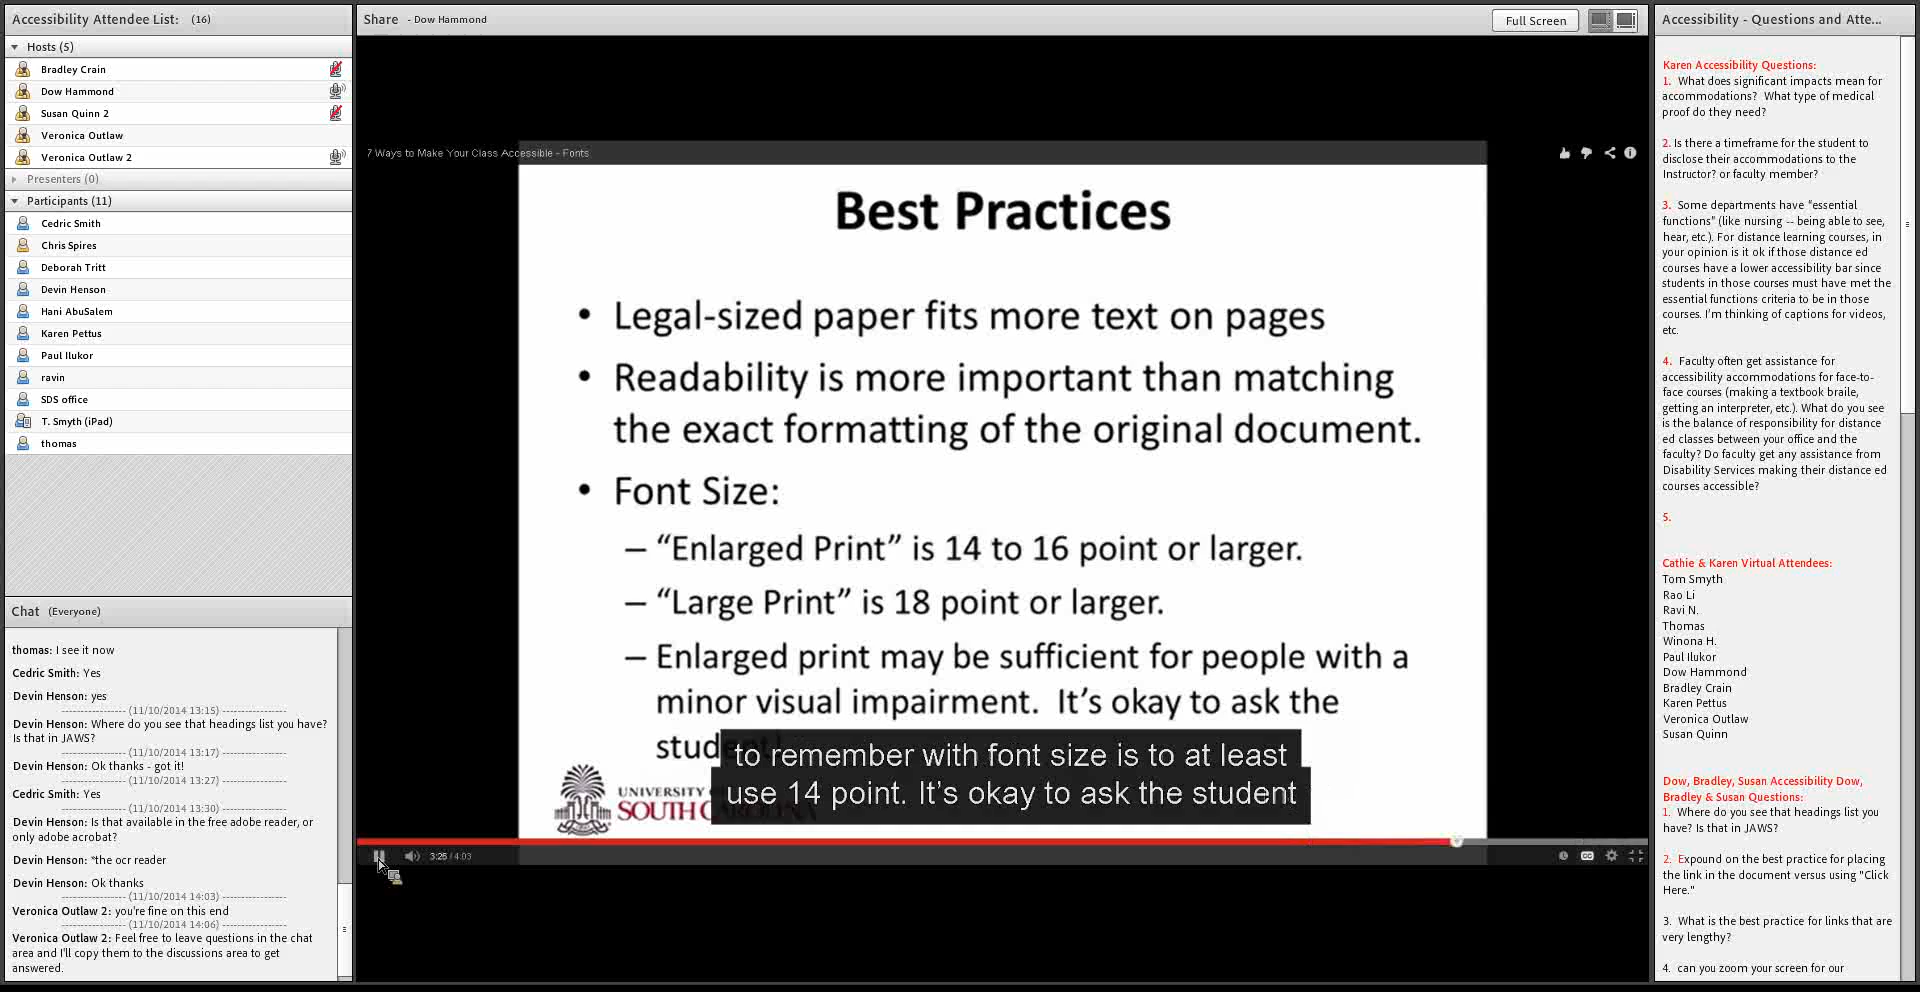 Accessibility Attendee List: (16)
Hosts (5)
Bradley Crain
Dow Hammond
Susan Quinn 2
Veronica Outlaw
Veronica Outlaw 2
Presenters (0)
Participants (11)
Cedric Smith
Chris Spires
Deborah Tritt
Devin Henson
Hani AbuSalem
Karen Pettus
Paul Ilukor
ravin
SDS office
T. Smyth (iPad)
thomas
Chat (Everyone)
thomas: I see it now
Cedric Smith: Yes
Devin Henson: yes
------------------ (11/10/2014 13:15) ------------------
Devin Henson: Where do you see that headings list you have?
Is that in JAWS?
------------------ (11/10/2014 13:17) ------------------
Devin Henson: Ok thanks - got it!
------------------ (11/10/2014 13:27) ------------------
Cedric Smith: Yes
------------------ (11/10/2014 13:30) ------------------
Devin Henson: Is that available in the free adobe reader, or
only adobe acrobat?
Devin Henson: *the ocr reader
Devin Henson: Ok thanks
------------------ (11/10/2014 14:03) ------------------
Veronica Outlaw 2: you're fine on this end
------------------ (11/10/2014 14:06) ------------------
Veronica Outlaw 2: Feel free to leave questions in the chat
area and I'll copy them to the discussions area to get
answered.
Share - Dow Hammond
Full Screen
7 Ways to Make Your Class Accessible - Fonts
Best Practices
• Legal-sized paper fits more text on pages
• Readability is more important than matching
the exact formatting of the original document.
• Font Size:
– “Enlarged Print” is 14 to 16 point or larger.
– “Large Print” is 18 point or larger.
– Enlarged print may be sufficient for people with a
minor visual impairment. It’s okay to ask the
to remember with font size is to at least
use 14 point. It's okay to ask the student
UNIVERSITY
3:25 / 4:03
CC
Accessibility - Questions and Atte...
Karen Accessibility Questions:
1. What does significant impacts mean for
accommodations? What type of medical
proof do they need?
2. Is there a timeframe for the student to
disclose their accommodations to the
Instructor? or faculty member?
3. Some departments have “essential
functions” (like nursing -- being able to see,
hear, etc.). For distance learning courses, in
your opinion is it ok if those distance ed
courses have a lower accessibility bar since
students in those courses must have met the
essential functions criteria to be in those
courses. I'm thinking of captions for videos,
etc.
4. Faculty often get assistance for
accessibility accommodations for face-to-
face courses (making a textbook braile,
getting an interpreter, etc.). What do you see
is the balance of responsibility for distance
ed classes between your office and the
faculty? Do faculty get any assistance from
Disability Services making their distance ed
courses accessible?
5.
Cathie & Karen Virtual Attendees:
Tom Smyth
Rao Li
Ravi N.
Thomas
Winona H.
Paul Ilukor
Dow Hammond
Bradley Crain
Karen Pettus
Veronica Outlaw
Susan Quinn
Dow, Bradley, Susan Accessibility Dow,
Bradley & Susan Questions:
1. Where do you see that headings list you
have? Is that in JAWS?
2. Expound on the best practice for placing
the link in the document versus using "Click
Here."
3. What is the best practice for links that are
very lengthy?
4. can you zoom your screen for our